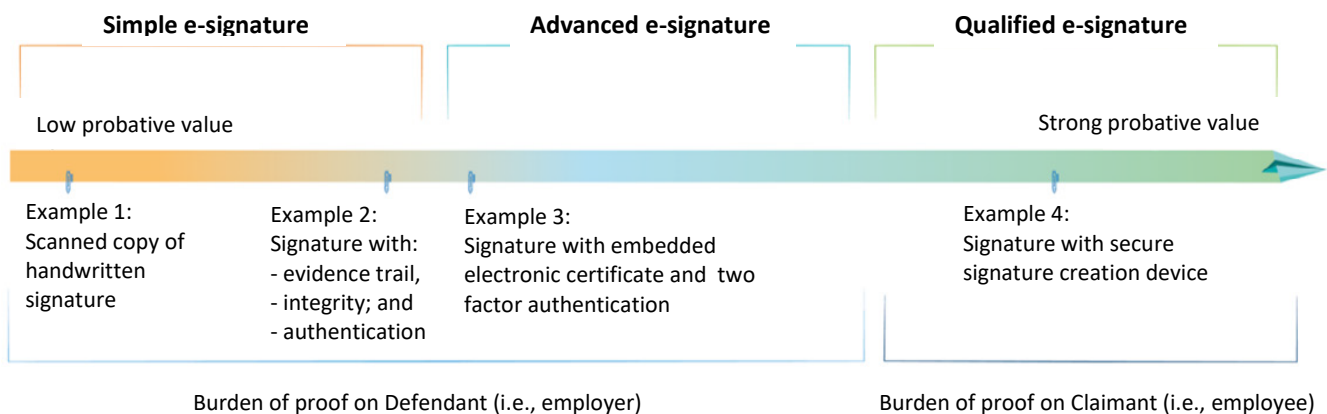 Simple e-signature
Advanced e-signature
Qualified e-signature
Low probative value
Strong probative value
Example 1:
Scanned copy of
handwritten
signature
Example 2:
Signature with:
- evidence trail,
- integrity; and
- authentication
Example 3:
Signature with embedded
electronic certificate and two
factor authentication
Example 4:
Signature with secure
signature creation device
Burden of proof on Defendant (i.e., employer)
Burden of proof on Claimant (i.e., employee)